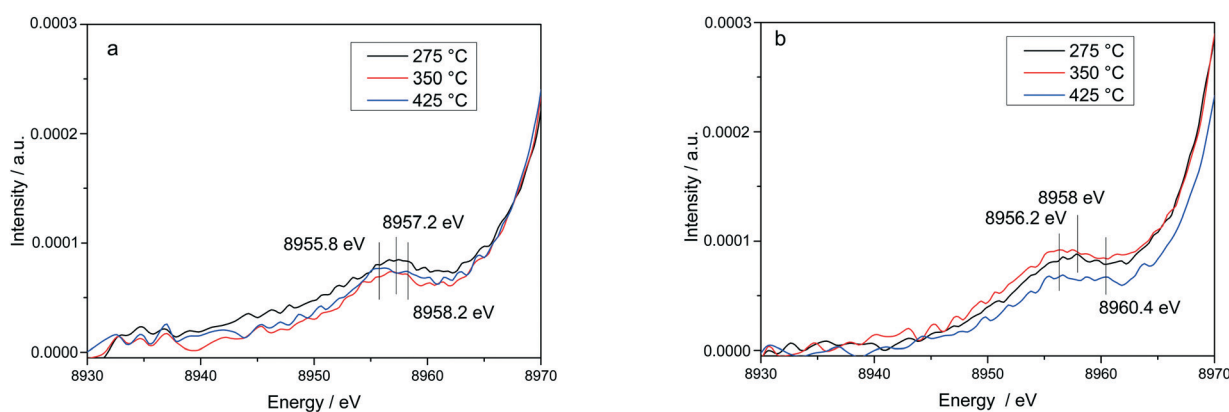 a
275 °C
350 °C
425 °C
0.0003
0.0002
0.0001
0.0000
Intensity / a.u.
8957.2 eV
8955.8 eV
8958.2 eV
8930
8940
8950
8960
8970
Energy / eV
b
275 °C
350 °C
425 °C
0.0003
0.0002
0.0001
0.0000
Intensity / a.u.
8958 eV
8956.2 eV
8960.4 eV
8930
8940
8950
8960
8970
Energy / eV